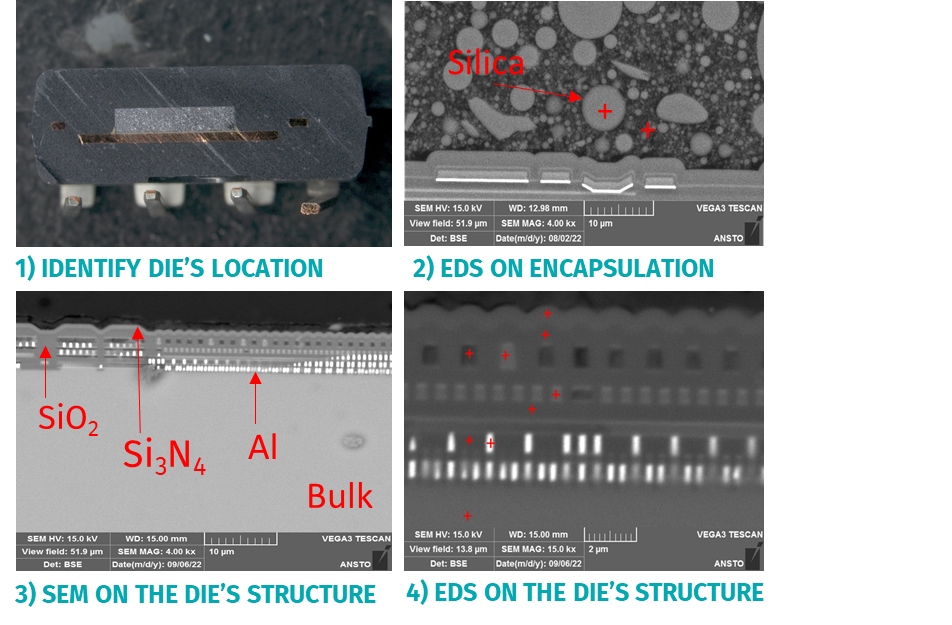 Silica
SEM HV: 15.0 kV WD: 12.98 mm VEGA3 TESCAN
View field: 51.9 µm SEM MAG: 4.00 kx 10 µm
Det: BSE Date(m/d/y): 08/02/22 ANSTO
1) IDENTIFY DIE'S LOCATION
2) EDS ON ENCAPSULATION
SiO₂
Si₃N₄
Al
Bulk
SEM HV: 15.0 kV WD: 15.00 mm VEGA3 TESCAN
View field: 51.9 µm SEM MAG: 4.00 kx 10 µm
Det: BSE Date(m/d/y): 09/06/22 ANSTO
SEM HV: 15.0 kV WD: 15.00 mm VEGA3 TESCAN
View field: 13.8 µm SEM MAG: 15.0 kx 2 µm
Det: BSE Date(m/d/y): 09/06/22 ANSTO
3) SEM ON THE DIE'S STRUCTURE
4) EDS ON THE DIE'S STRUCTURE